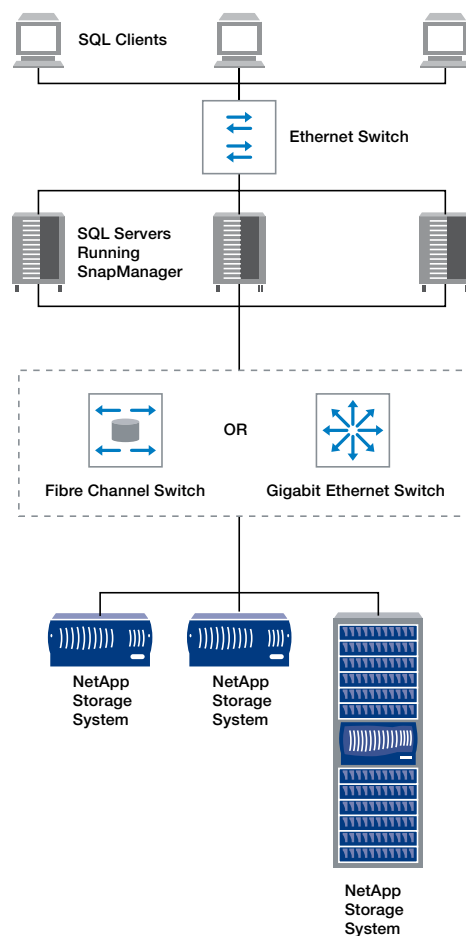 SQL Clients
Ethernet Switch
SQL Servers
Running
SnapManager
OR
Fibre Channel Switch
Gigabit Ethernet Switch
NetApp
Storage
System
NetApp
Storage
System
NetApp
Storage
System